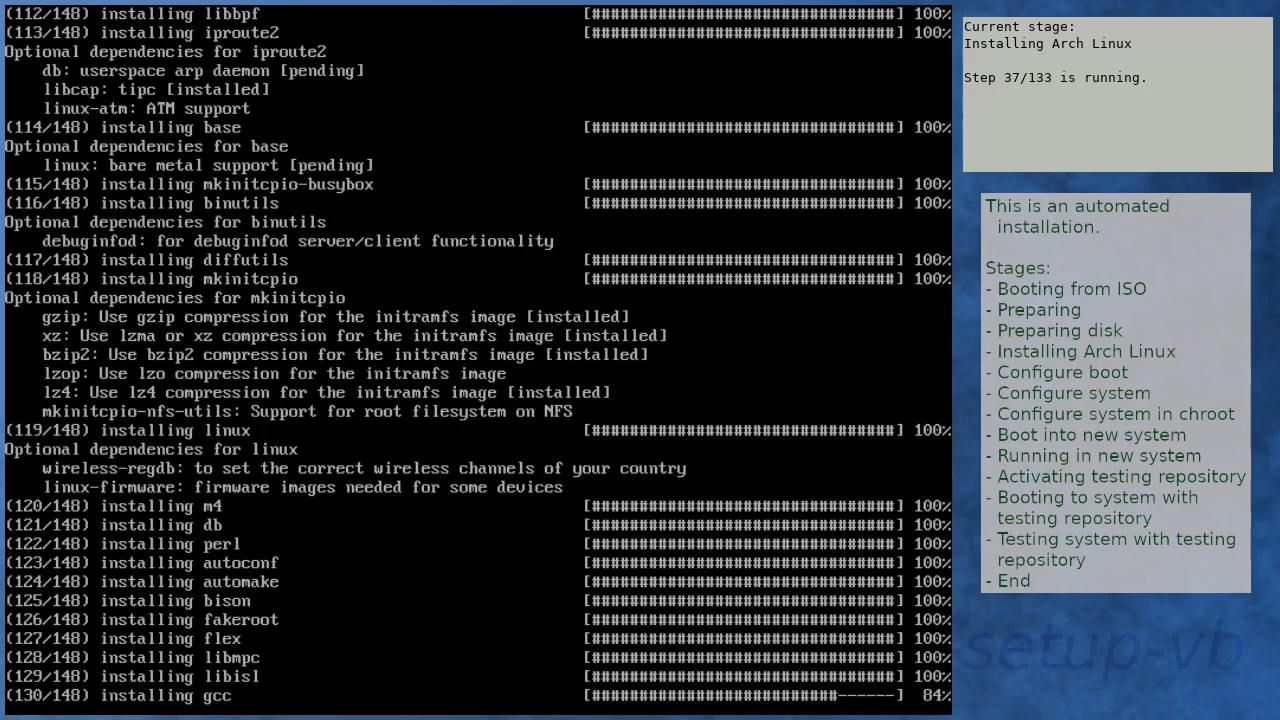 (112/148) installing libbpf [################################] 100%
(113/148) installing iproute2 [################################] 100%
Optional dependencies for iproute2
db: userspace arp daemon [pending]
libcap: tipc [installed]
linux-atm: ATM support
(114/148) installing base [################################] 100%
Optional dependencies for base
linux: bare metal support [pending]
(115/148) installing mkinitcpio-busybox [################################] 100%
(116/148) installing binutils [################################] 100%
Optional dependencies for binutils
debuginfod: for debuginfod server/client functionality
(117/148) installing diffutils [################################] 100%
(118/148) installing mkinitcpio [################################] 100%
Optional dependencies for mkinitcpio
gzip: Use gzip compression for the initramfs image [installed]
xz: Use lzma or xz compression for the initramfs image [installed]
bzip2: Use bzip2 compression for the initramfs image [installed]
lzop: Use lzo compression for the initramfs image
lz4: Use lz4 compression for the initramfs image [installed]
mkinitcpio-nfs-utils: Support for root filesystem on NFS
(119/148) installing linux [################################] 100%
Optional dependencies for linux
wireless-regdb: to set the correct wireless channels of your country
linux-firmware: firmware images needed for some devices
(120/148) installing m4 [################################] 100%
(121/148) installing db [################################] 100%
(122/148) installing perl [################################] 100%
(123/148) installing autoconf [################################] 100%
(124/148) installing automake [################################] 100%
(125/148) installing bison [################################] 100%
(126/148) installing fakeroot [################################] 100%
(127/148) installing flex [################################] 100%
(128/148) installing libmpc [################################] 100%
(129/148) installing libisl [################################] 100%
(130/148) installing gcc [##########################------] 84%
Current stage:
Installing Arch Linux
Step 37/133 is running.
This is an automated
installation.
Stages:
- Booting from ISO
- Preparing
- Preparing disk
- Installing Arch Linux
- Configure boot
- Configure system
- Configure system in chroot
- Boot into new system
- Running in new system
- Activating testing repository
- Booting to system with
testing repository
- Testing system with testing
repository
- End
setup-vb